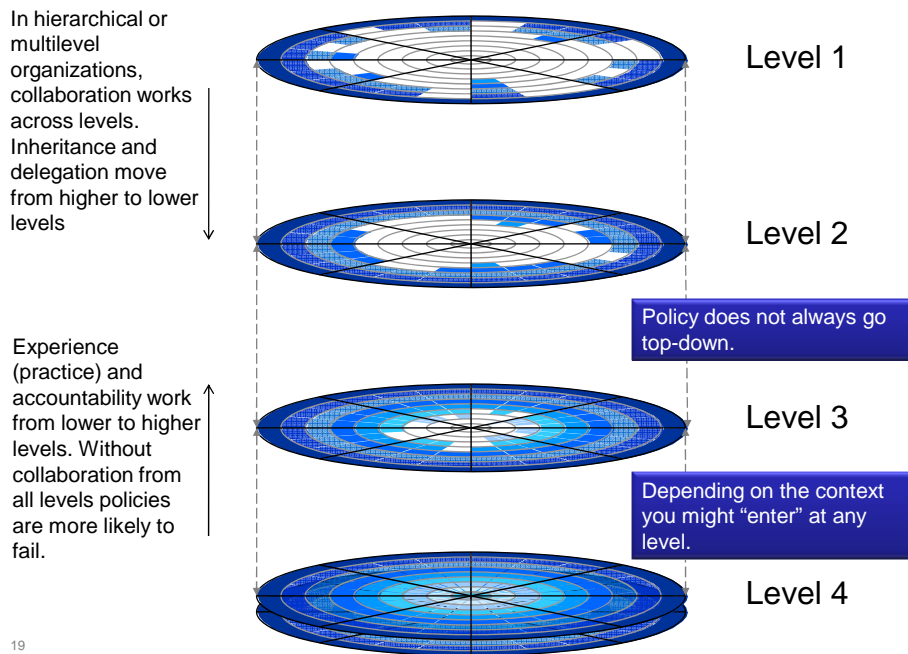 In hierarchical or
multilevel
organizations,
collaboration works
across levels.
Inheritance and
delegation move
from higher to lower
levels
Level 1
Level 2
Policy does not always go
top-down.
Experience
(practice) and
accountability work
from lower to higher
levels. Without
collaboration from
all levels policies
are more likely to
fail.
Level 3
Depending on the context
you might “enter” at any
level.
Level 4
19